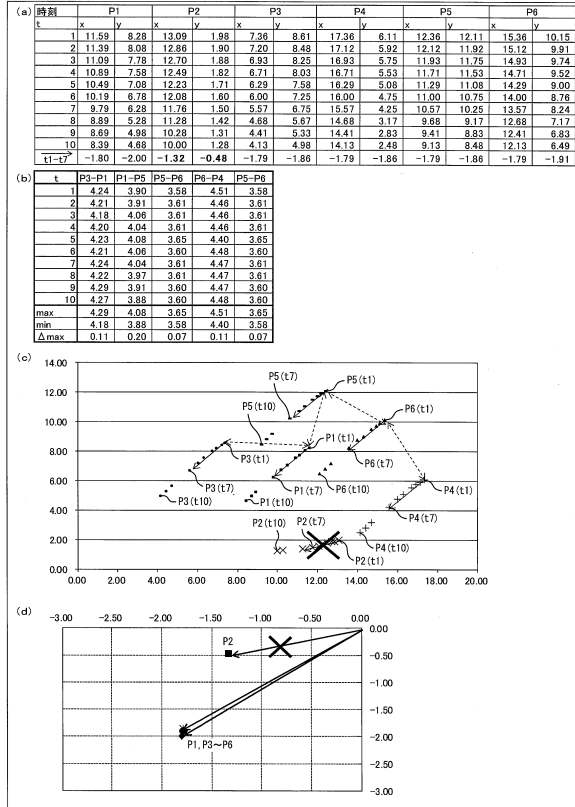 (a) 時刻 P1 P2 P3 P4 P5 P6
t x y x y x y x y x y x y
1 11.59 8.28 13.09 1.98 7.36 8.61 17.36 6.11 12.36 12.11 15.36 10.15
2 11.39 8.08 12.86 1.90 7.20 8.48 17.12 5.92 12.12 11.92 15.12 9.91
3 11.09 7.78 12.70 1.88 6.93 8.25 16.93 5.75 11.93 11.75 14.93 9.74
4 10.89 7.58 12.49 1.82 6.71 8.03 16.71 5.53 11.71 11.53 14.71 9.52
5 10.49 7.08 12.23 1.71 6.29 7.58 16.29 5.08 11.29 11.08 14.29 9.00
6 10.19 6.78 12.08 1.60 6.00 7.25 16.00 4.75 11.00 10.75 14.00 8.76
7 9.79 6.28 11.76 1.50 5.57 6.75 15.57 4.25 10.57 10.25 13.57 8.24
8 8.89 5.28 11.28 1.42 4.68 5.67 14.68 3.17 9.68 9.17 12.68 7.17
9 8.69 4.98 10.28 1.31 4.41 5.33 14.41 2.83 9.41 8.83 12.41 6.83
10 8.39 4.68 10.00 1.28 4.13 4.98 14.13 2.48 9.13 8.48 12.13 6.49
t1-t7 -1.80 -2.00 -1.32 -0.48 -1.79 -1.86 -1.79 -1.86 -1.79 -1.86 -1.79 -1.91
(b) t P3-P1 P1-P5 P5-P6 P6-P4 P5-P6
1 4.24 3.90 3.58 4.51 3.58
2 4.21 3.91 3.61 4.46 3.61
3 4.18 4.06 3.61 4.46 3.61
4 4.20 4.04 3.61 4.46 3.61
5 4.23 4.08 3.65 4.40 3.65
6 4.21 4.06 3.60 4.48 3.60
7 4.24 4.04 3.61 4.47 3.61
8 4.22 3.97 3.61 4.47 3.61
9 4.29 3.91 3.60 4.47 3.60
10 4.27 3.88 3.60 4.48 3.60
max 4.29 4.08 3.65 4.51 3.65
min 4.18 3.88 3.58 4.40 3.58
Δmax 0.11 0.20 0.07 0.11 0.07
(c)
14.00
12.00
10.00
8.00
6.00
4.00
2.00
0.00
P5(t7)
P5(t1)
P5(t10)
P6(t1)
P1(t1)
P3(t1)
P6(t7)
P4(t1)
P3(t7)
P1(t7)
P6(t10)
P3(t10)
P1(t10)
P4(t7)
P2(t10)
P2(t7)
P4(t10)
P2(t1)
0.00 2.00 4.00 6.00 8.00 10.00 12.00 14.00 16.00 18.00 20.00
(d)
-3.00 -2.50 -2.00 -1.50 -1.00 -0.50 0.00
0.00
P2
-0.50
-1.00
-1.50
-2.00
P1,P3～P6
-2.50
-3.00